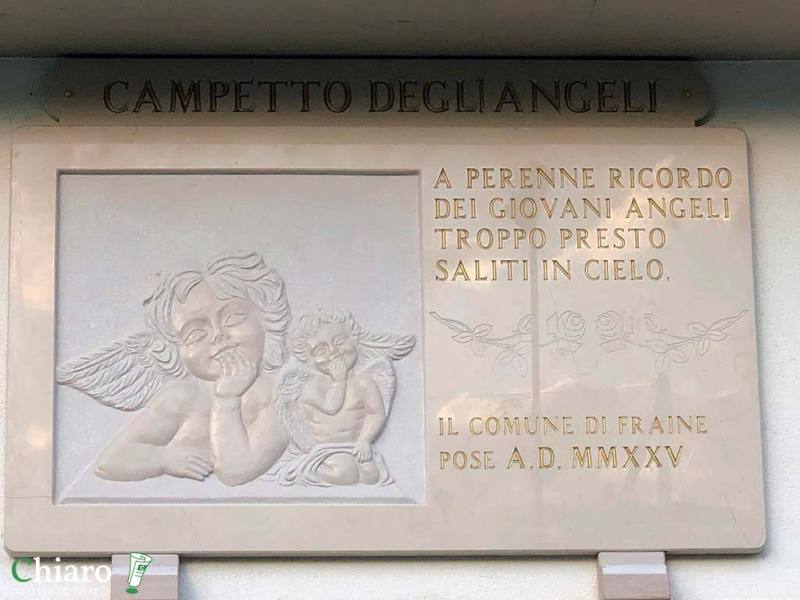 CAMPETTO DEGLI ANGELI
A PERENNE RICORDO
DEI GIOVANI ANGELI
TROPPO PRESTO
SALITI IN CIELO.
IL COMUNE DI FRAINE
POSE A.D. MMXXV
Chiaro
QUOTIDIANO